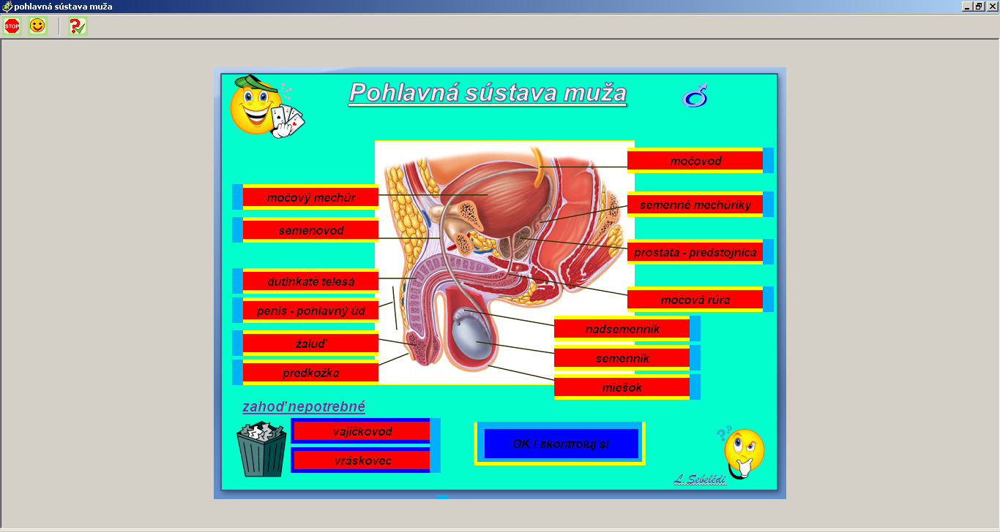 pohlavná sústava muža
STOP
Pohlavná sústava muža
močovod
močový mechúr
semenné mechúriky
semenovod
prostata - predstojnica
dutinkaté telesá
močová rúra
penis - pohlavný úd
nadsemenník
žaluď
semenník
predkožka
miešok
zahoď nepotrebné
vajíčkovod
OK ! skontroluj si
vráskovec
L. Sebelédi